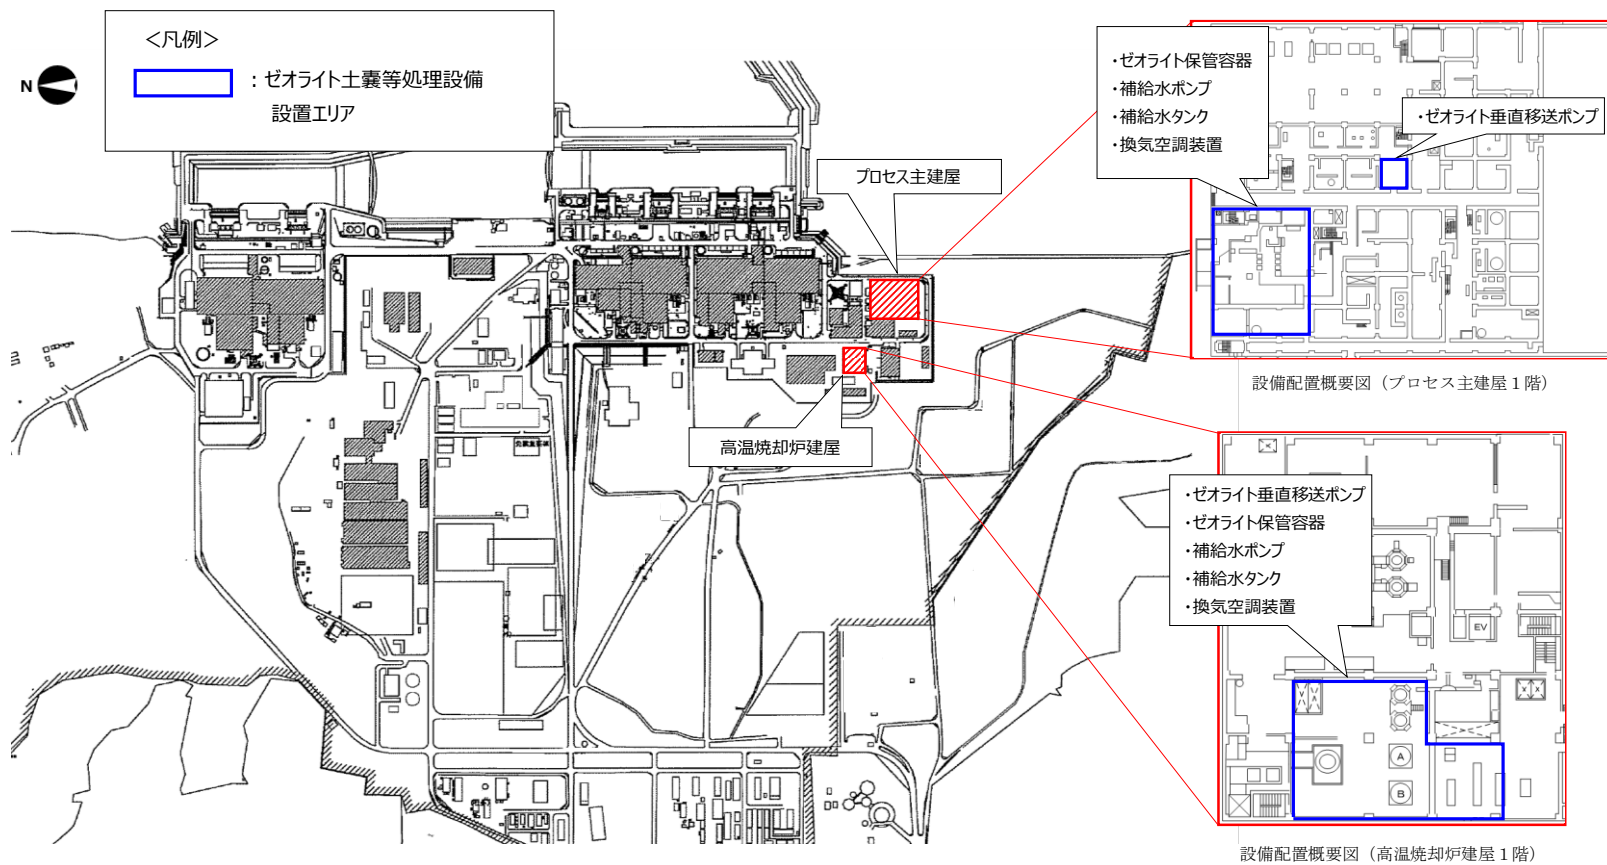 <凡例>
:ゼオライト土嚢等処理設備
設置エリア
N
プロセス主建屋
高温焼却炉建屋
・ゼオライト保管容器
・補給水ポンプ
・補給水タンク
・換気空調装置
・ゼオライト垂直移送ポンプ
設備配置概要図(プロセス主建屋1階)
・ゼオライト垂直移送ポンプ
・ゼオライト保管容器
・補給水ポンプ
・補給水タンク
・換気空調装置
EV
A
B
設備配置概要図(高温焼却炉建屋1階)